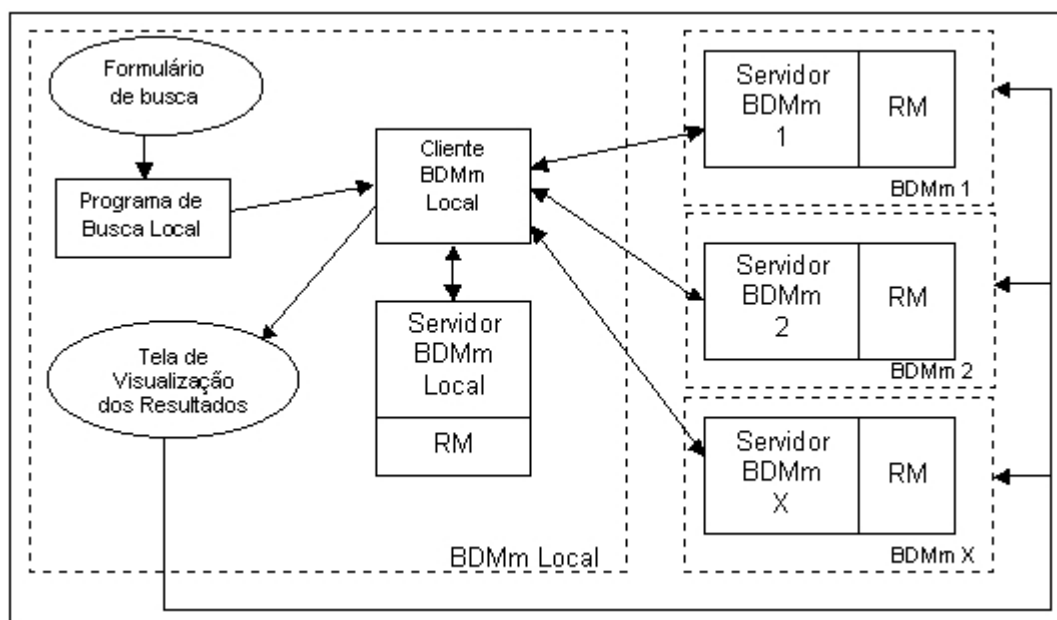 Formulário
de busca
Programa de
Busca Local
Cliente
BDMm
Local
Servidor
BDMm
Local
RM
Tela de
Visualização
dos Resultados
BDMm Local
Servidor
BDMm
1
RM
BDMm 1
Servidor
BDMm
2
RM
BDMm 2
Servidor
BDMm
X
RM
BDMm X